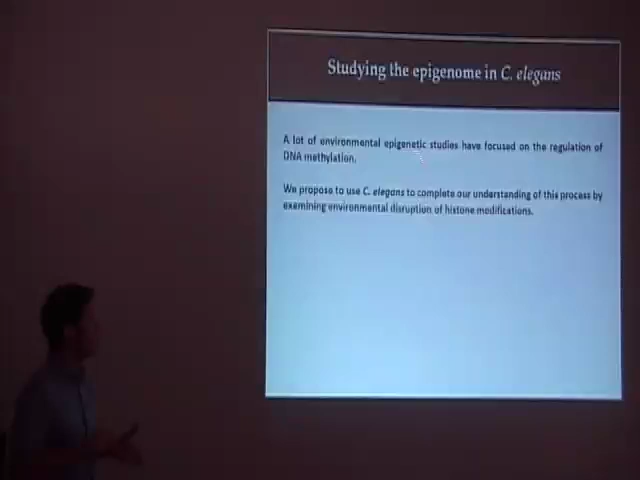 Studying the epigenome in C. elegans
A lot of environmental epigenetic studies have focused on the regulation of
DNA methylation.
We propose to use C. elegans to complete our understanding of this process by
examining environmental disruption of histone modifications.